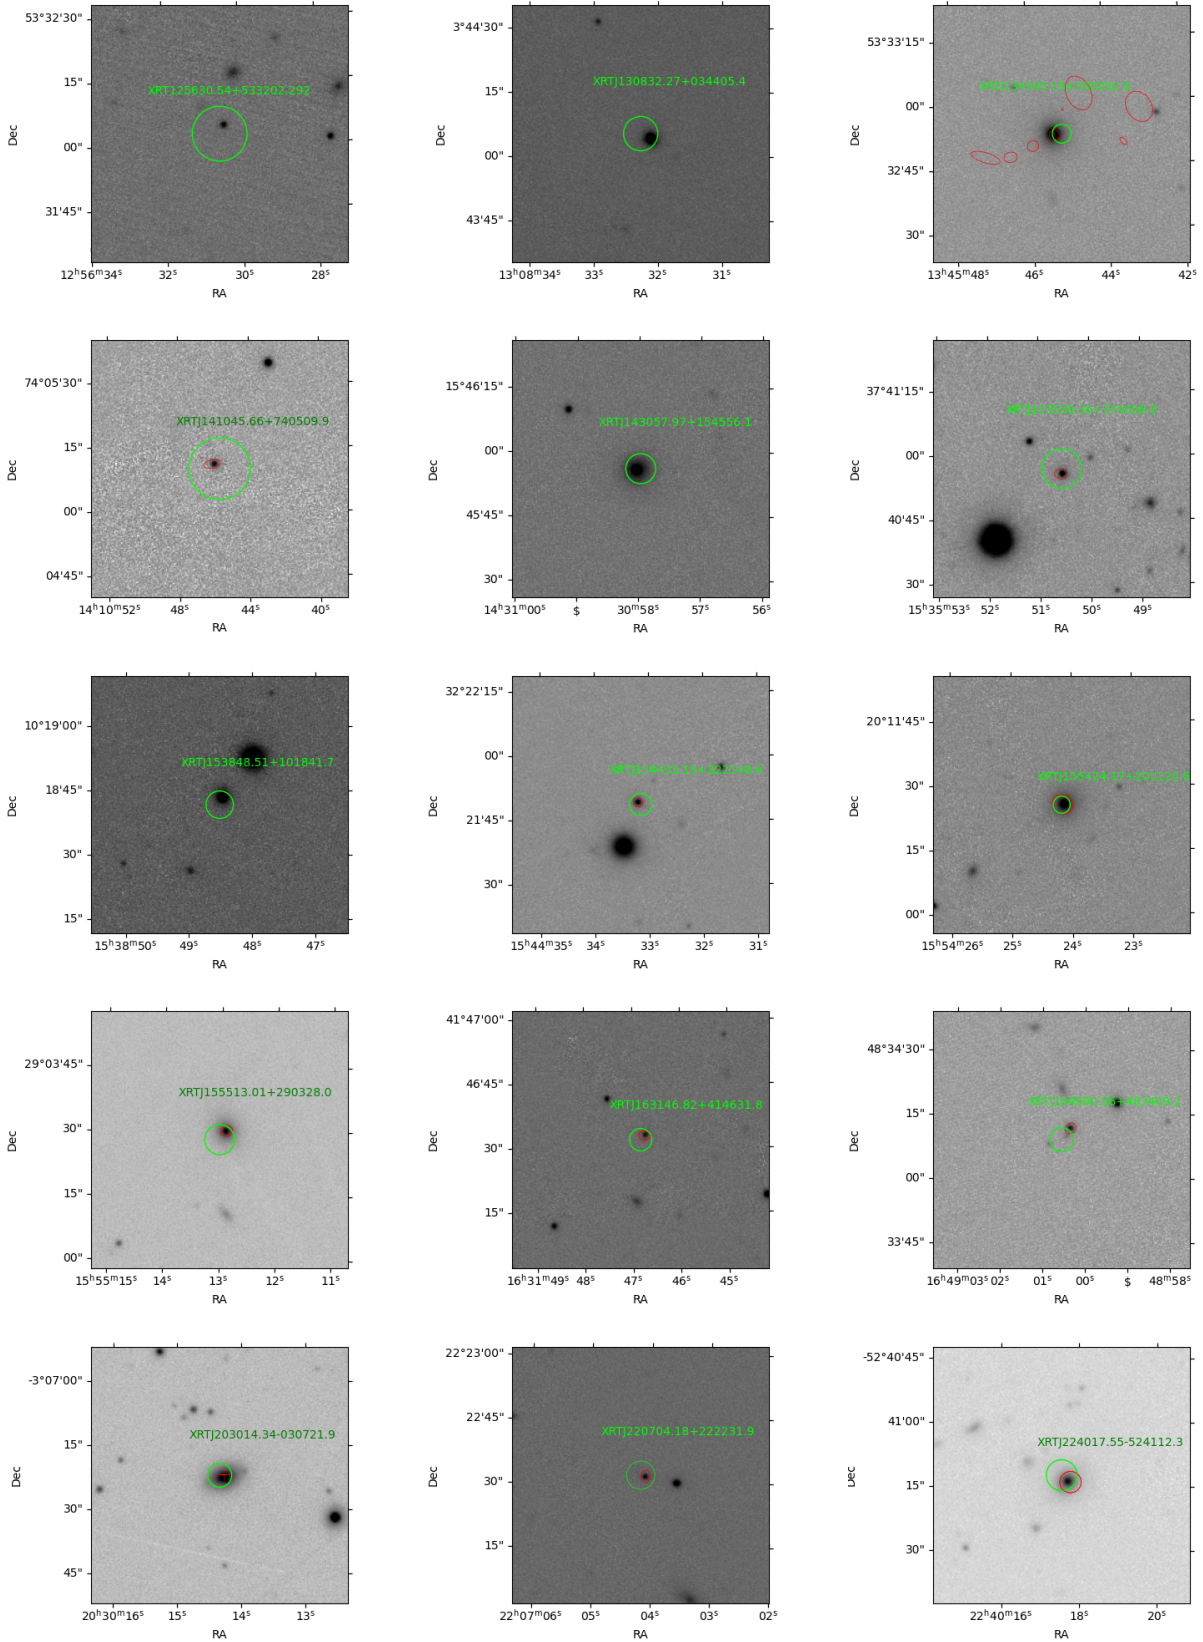 53°32'30" 3°44'30" 53°33'15"
15" 15" 00"
XRTJ125630.54+533202.292 XRTJ130832.27+034405.4
Dec 00" Dec 00" Dec 32'45"
31'45" 43'45" 30"
12ʰ56ᵐ34ˢ 32ˢ 30ˢ 28ˢ 13ʰ08ᵐ34ˢ 33ˢ 32ˢ 31ˢ 13ʰ45ᵐ48ˢ 46ˢ 44ˢ 42ˢ
RA RA RA
74°05'30" 15°46'15" 37°41'15"
XRTJ141045.66+740509.9 XRTJ143057.97+154556.1
15" 00" 00"
Dec 00" Dec 45'45" Dec 40'45"
04'45" 30" 30"
14ʰ10ᵐ52ˢ 48ˢ 44ˢ 40ˢ 14ʰ31ᵐ00ˢ $ 30ᵐ58ˢ 57ˢ 56ˢ 15ʰ35ᵐ53ˢ 52ˢ 51ˢ 50ˢ 49ˢ
RA RA RA
10°19'00" 32°22'15" 20°11'45"
XRTJ153848.51+101841.7
18'45" 00" 30"
Dec 30" Dec 21'45" Dec 15"
15" 30" 00"
15ʰ38ᵐ50ˢ 49ˢ 48ˢ 47ˢ 15ʰ44ᵐ35ˢ 34ˢ 33ˢ 32ˢ 31ˢ 15ʰ54ᵐ26ˢ 25ˢ 24ˢ 23ˢ
RA RA RA
29°03'45" 41°47'00" 48°34'30"
XRTJ155513.01+290328.0 46'45" 15"
XRTJ163146.82+414631.8
Dec 30" Dec 30" Dec 00"
15" 15" 33'45"
00"
15ʰ55ᵐ15ˢ 14ˢ 13ˢ 12ˢ 11ˢ 16ʰ31ᵐ49ˢ 48ˢ 47ˢ 46ˢ 45ˢ 16ʰ49ᵐ03ˢ 02ˢ 01ˢ 00ˢ $ 48ᵐ58ˢ
RA RA RA
-3°07'00" 22°23'00" -52°40'45"
XRTJ203014.34-030721.9 XRTJ220704.18+222231.9 XRTJ224017.55-524112.3
15" 22'45" 41'00"
Dec 30" Dec 30" Dec 15"
45" 15" 30"
20ʰ30ᵐ16ˢ 15ˢ 14ˢ 13ˢ 22ʰ07ᵐ06ˢ 05ˢ 04ˢ 03ˢ 02ˢ 22ʰ40ᵐ16ˢ 18ˢ 20ˢ
RA RA RA